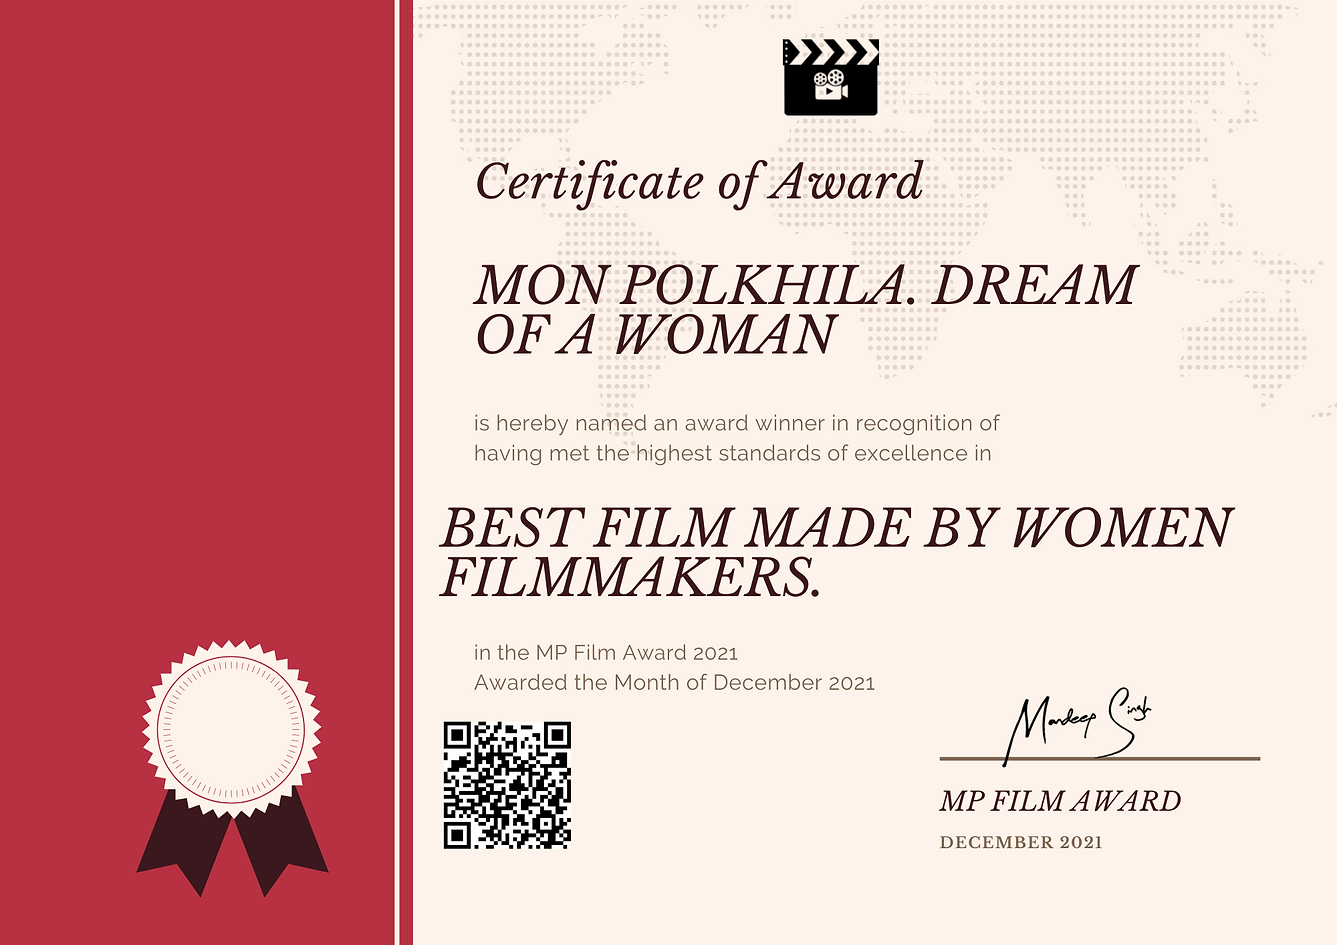 Certificate of Award
MON POLKHILA. DREAM
OF A WOMAN
is hereby named an award winner in recognition of
having met the highest standards of excellence in
BEST FILM MADE BY WOMEN
FILMMAKERS.
in the MP Film Award 2021
Awarded the Month of December 2021
Mandeep Singh
MP FILM AWARD
DECEMBER 2021